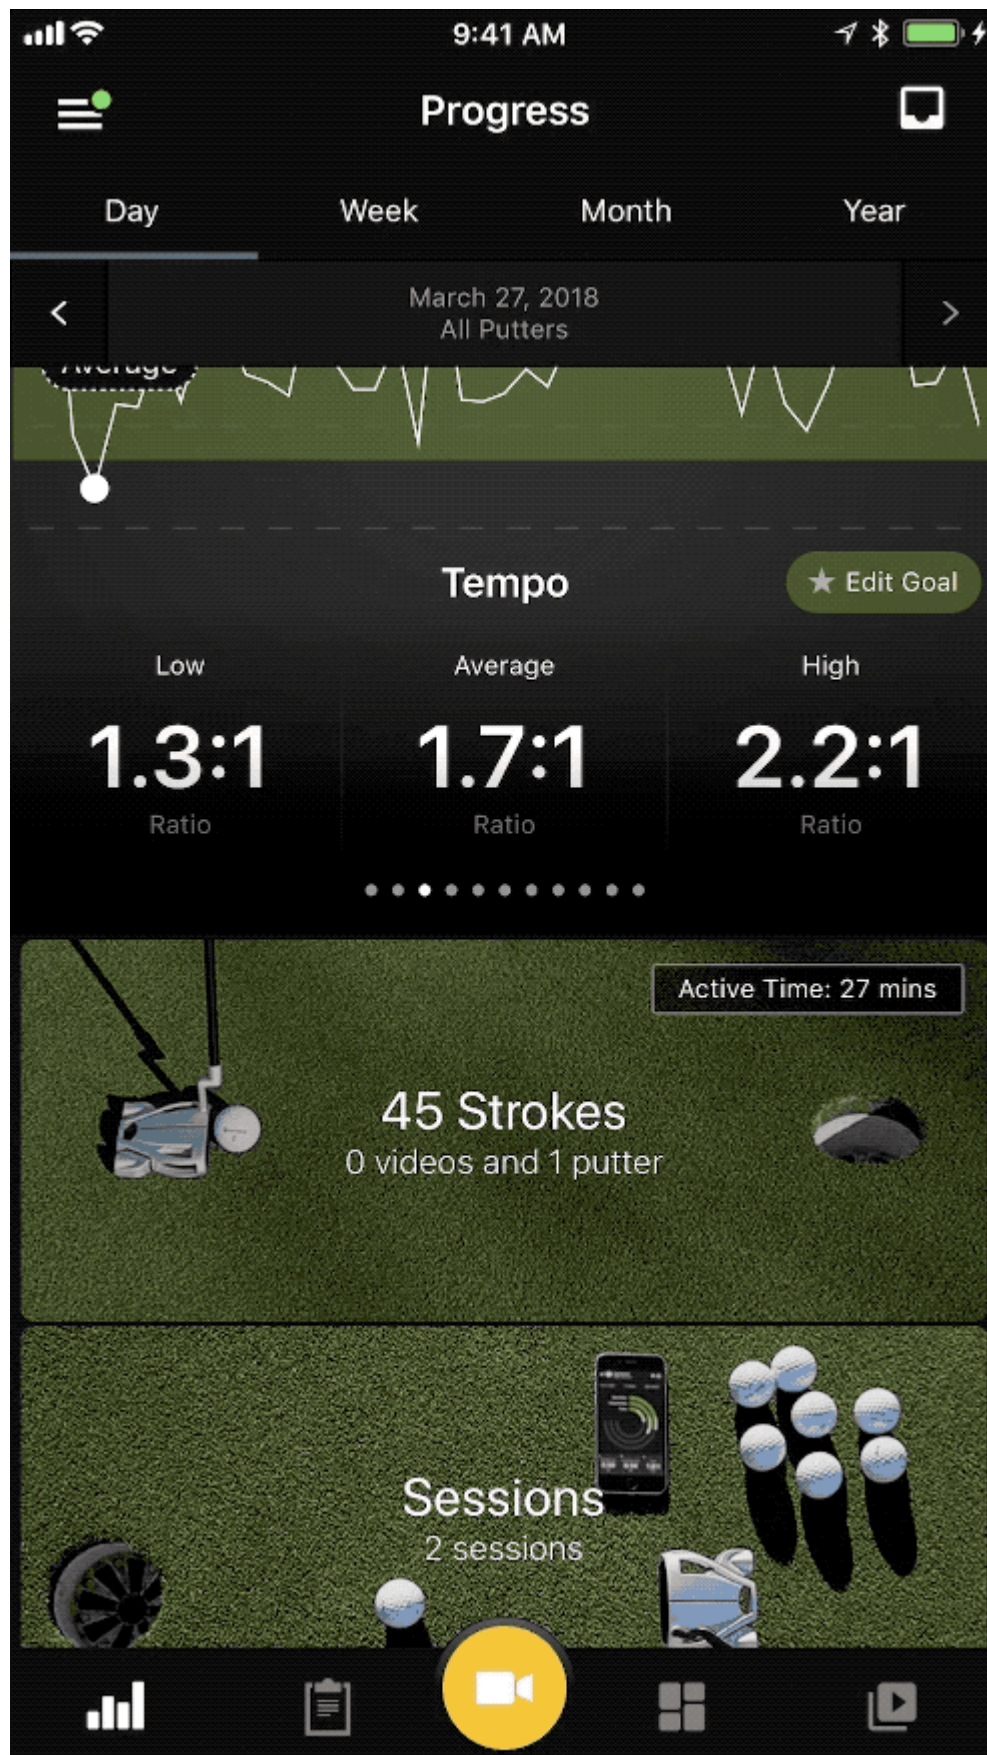 9:41 AM
Progress
Day Week Month Year
March 27, 2018
All Putters
Average
Tempo
Edit Goal
Low Average High
1.3:1 1.7:1 2.2:1
Ratio Ratio Ratio
Active Time: 27 mins
45 Strokes
0 videos and 1 putter
Sessions
2 sessions